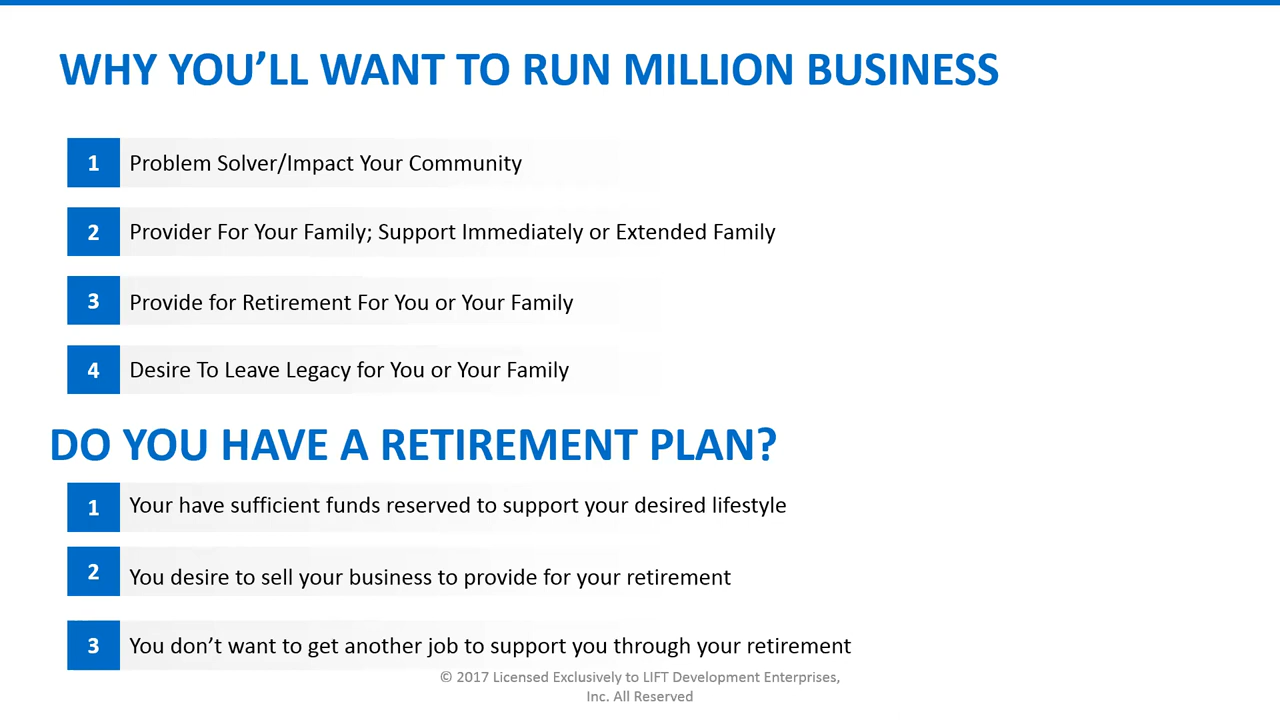 WHY YOU’LL WANT TO RUN MILLION BUSINESS
1 Problem Solver/Impact Your Community
2 Provider For Your Family; Support Immediately or Extended Family
3 Provide for Retirement For You or Your Family
4 Desire To Leave Legacy for You or Your Family
DO YOU HAVE A RETIREMENT PLAN?
1 Your have sufficient funds reserved to support your desired lifestyle
2 You desire to sell your business to provide for your retirement
3 You don’t want to get another job to support you through your retirement
© 2017 Licensed Exclusively to LIFT Development Enterprises,
Inc. All Reserved